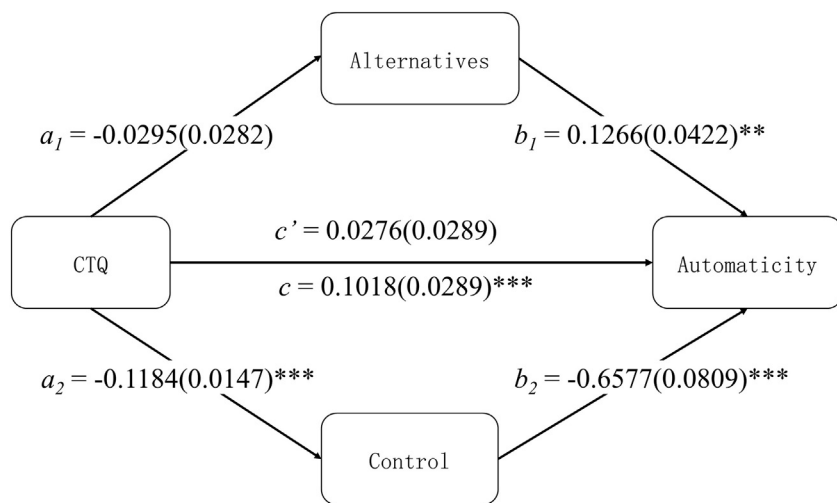 Alternatives
a1 = -0.0295(0.0282)
b1 = 0.1266(0.0422)**
c’ = 0.0276(0.0289)
CTQ
Automaticity
c = 0.1018(0.0289)***
a2 = -0.1184(0.0147)***
b2 = -0.6577(0.0809)***
Control